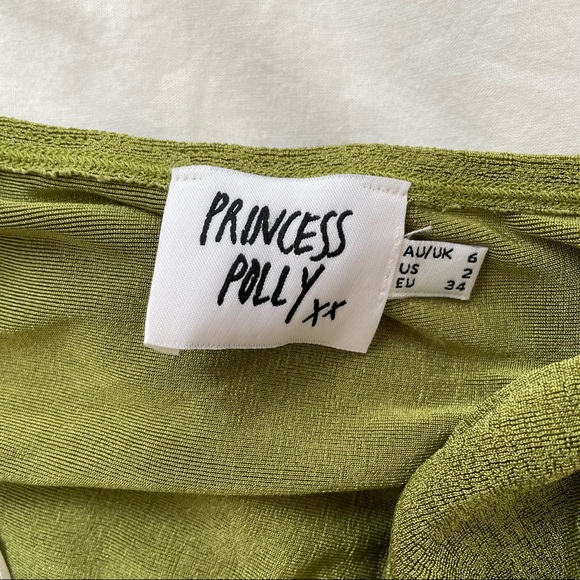 PRINCESS
POLLY xx
AU/UK 6
US 2
EU 34